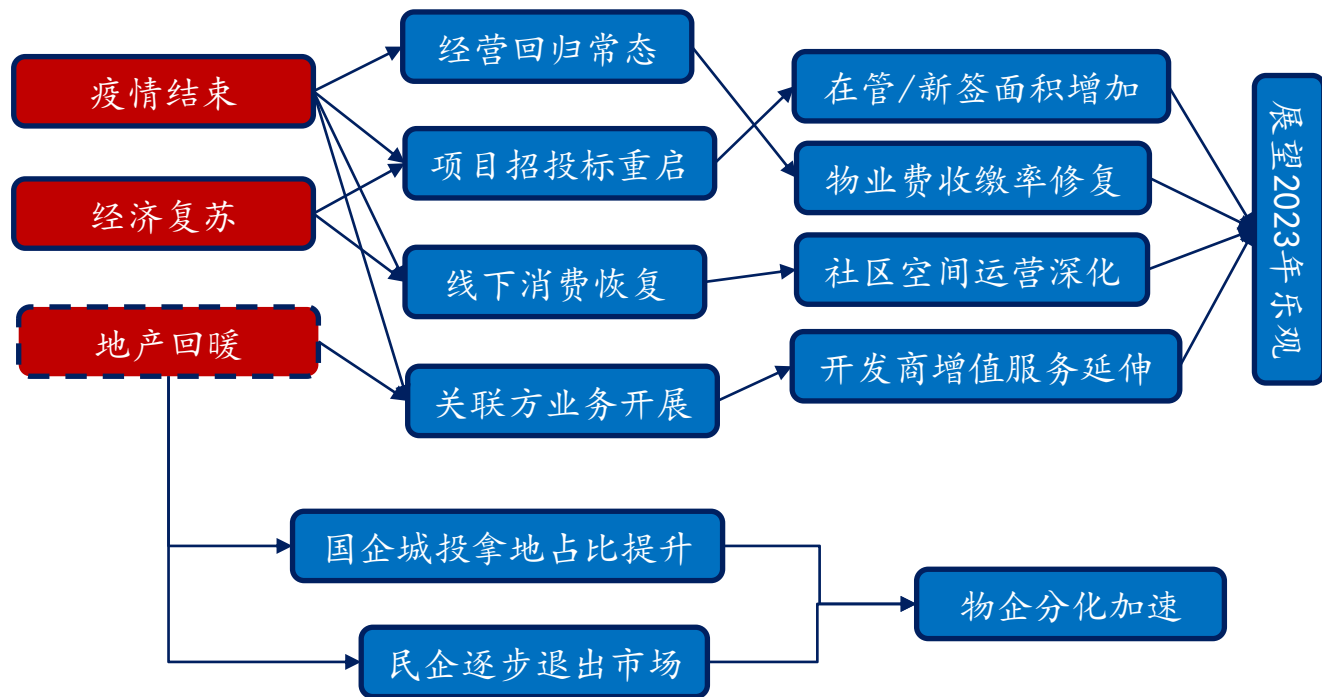 疫情结束
经济复苏
地产回暖
经营回归常态
项目招投标重启
线下消费恢复
关联方业务开展
在管/新签面积增加
物业费收缴率修复
社区空间运营深化
开发商增值服务延伸
展望2023年乐观
国企城投拿地占比提升
民企逐步退出市场
物企分化加速